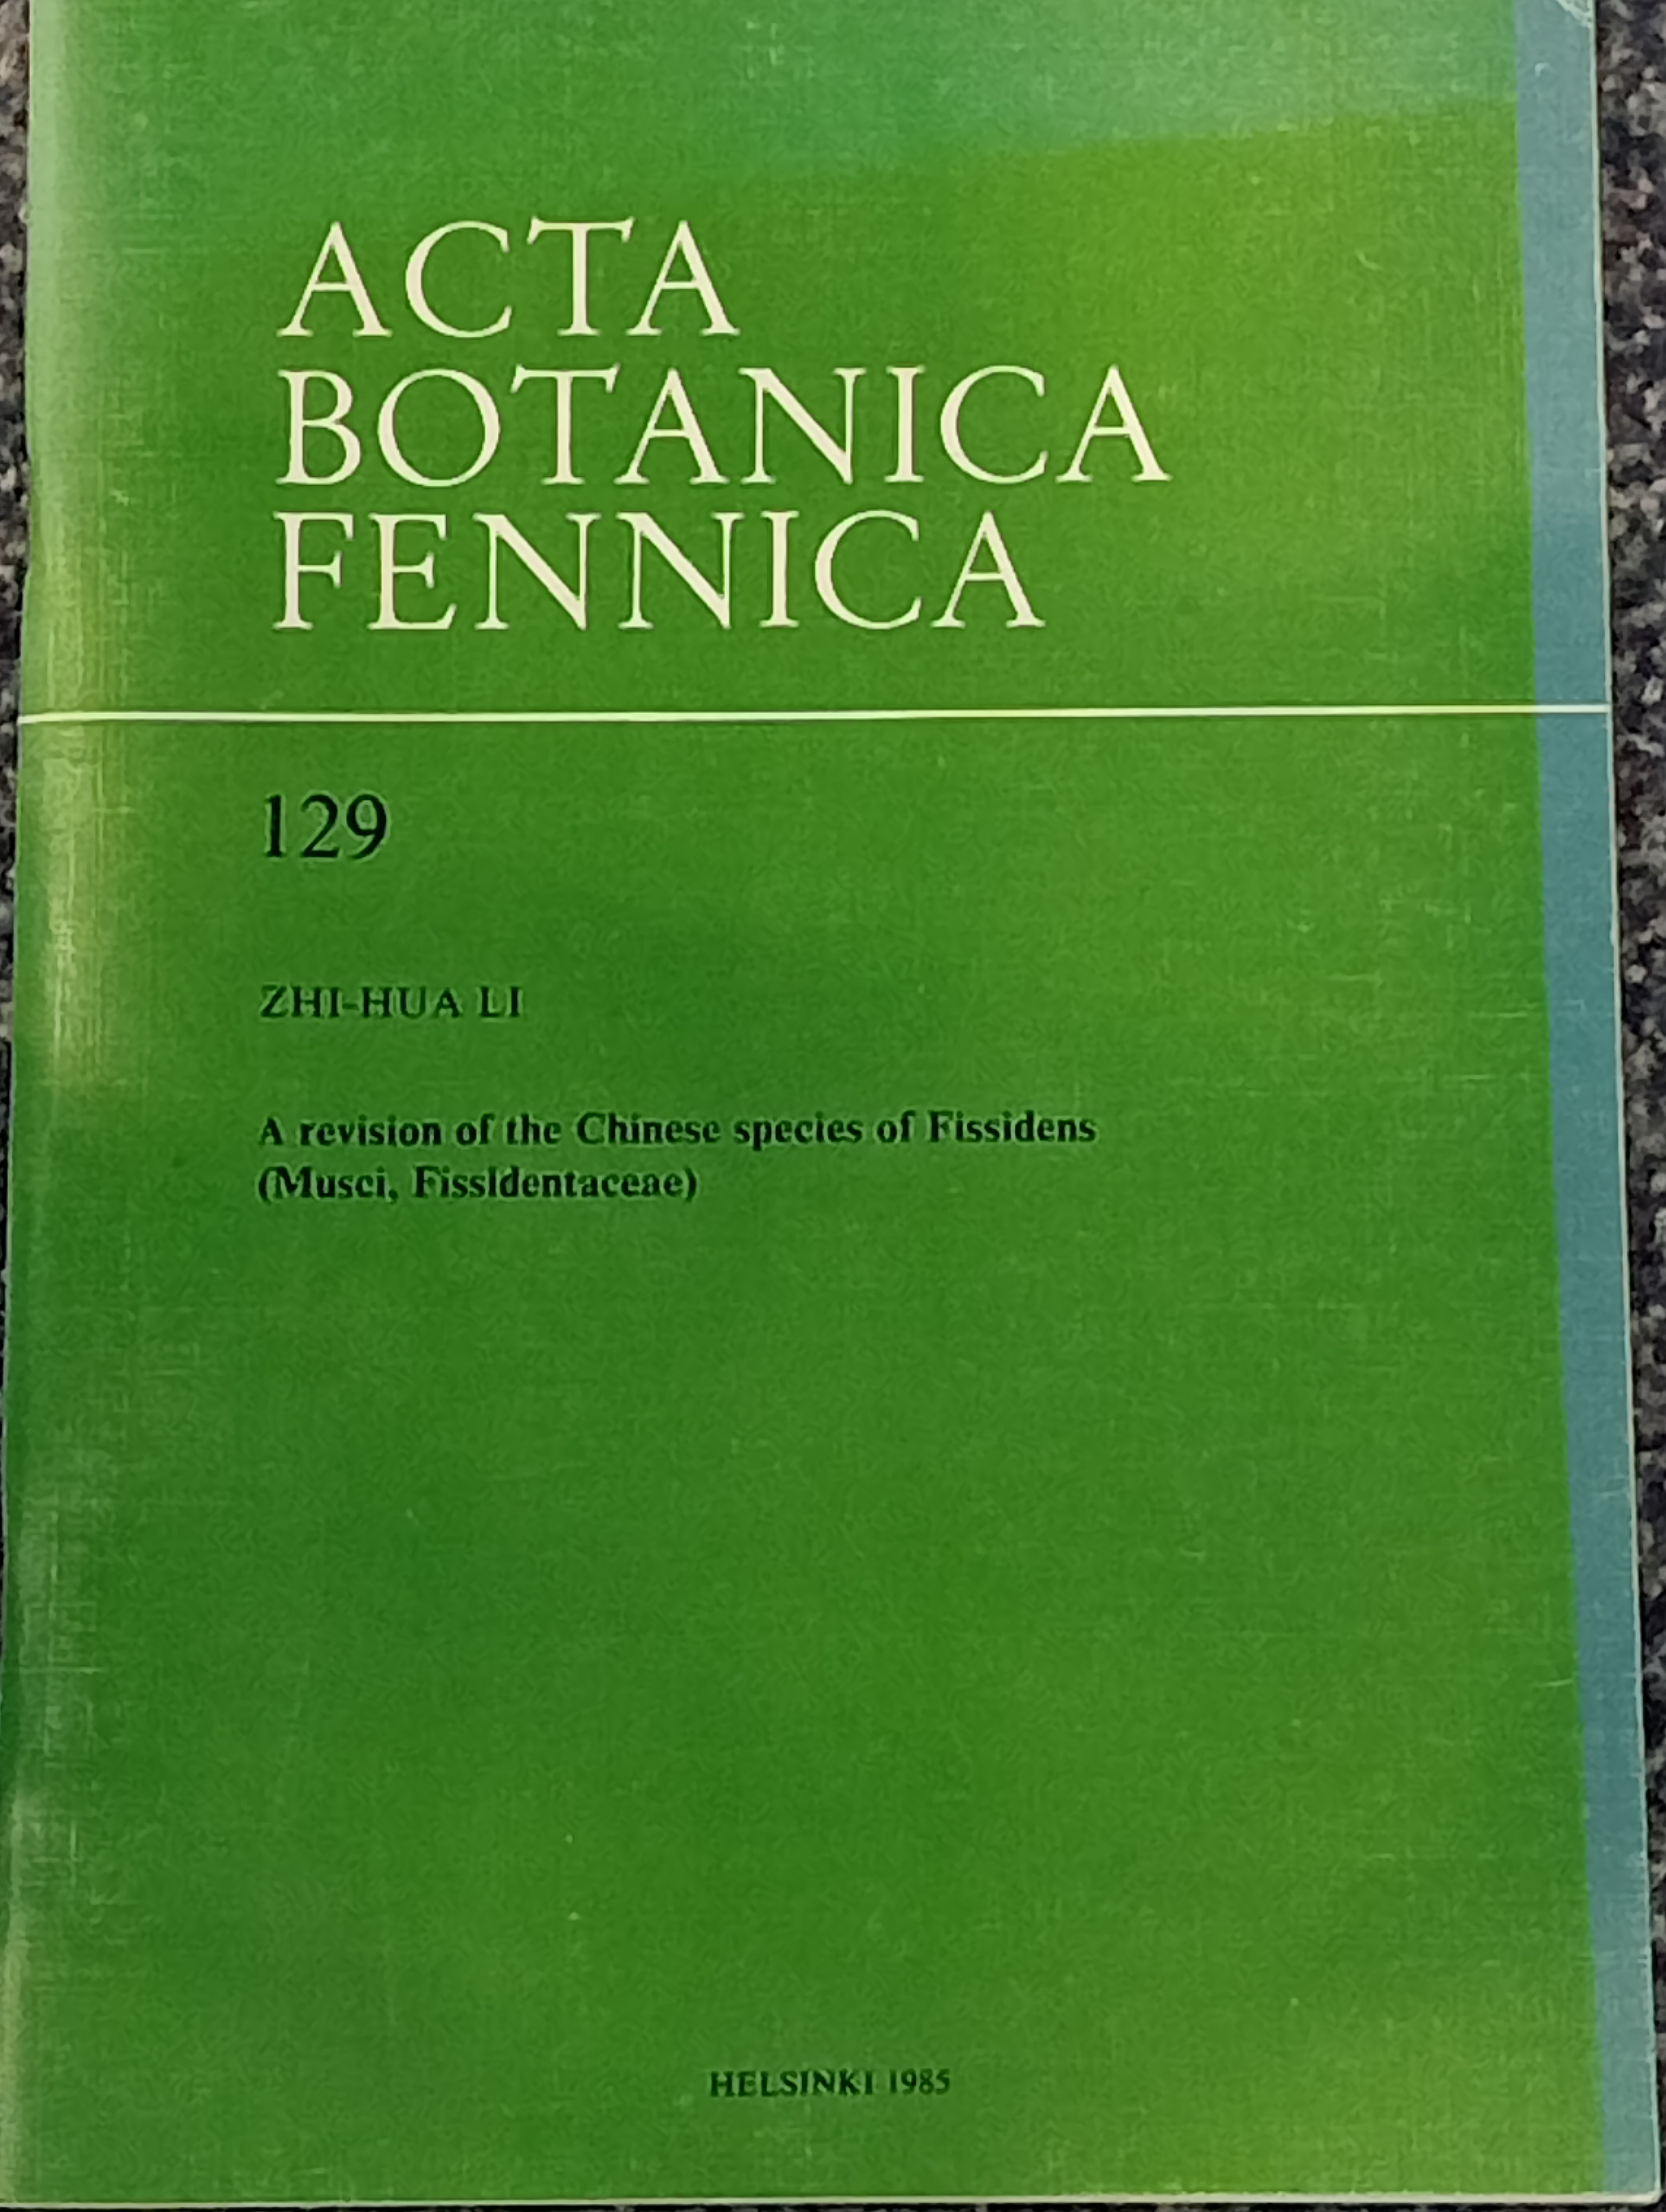 ACTA
BOTANICA
FENNICA
129
ZHI-HUA LI
A revision of the Chinese species of Fissidens
(Musci, Fissidentaceae)
HELSINKI 1985